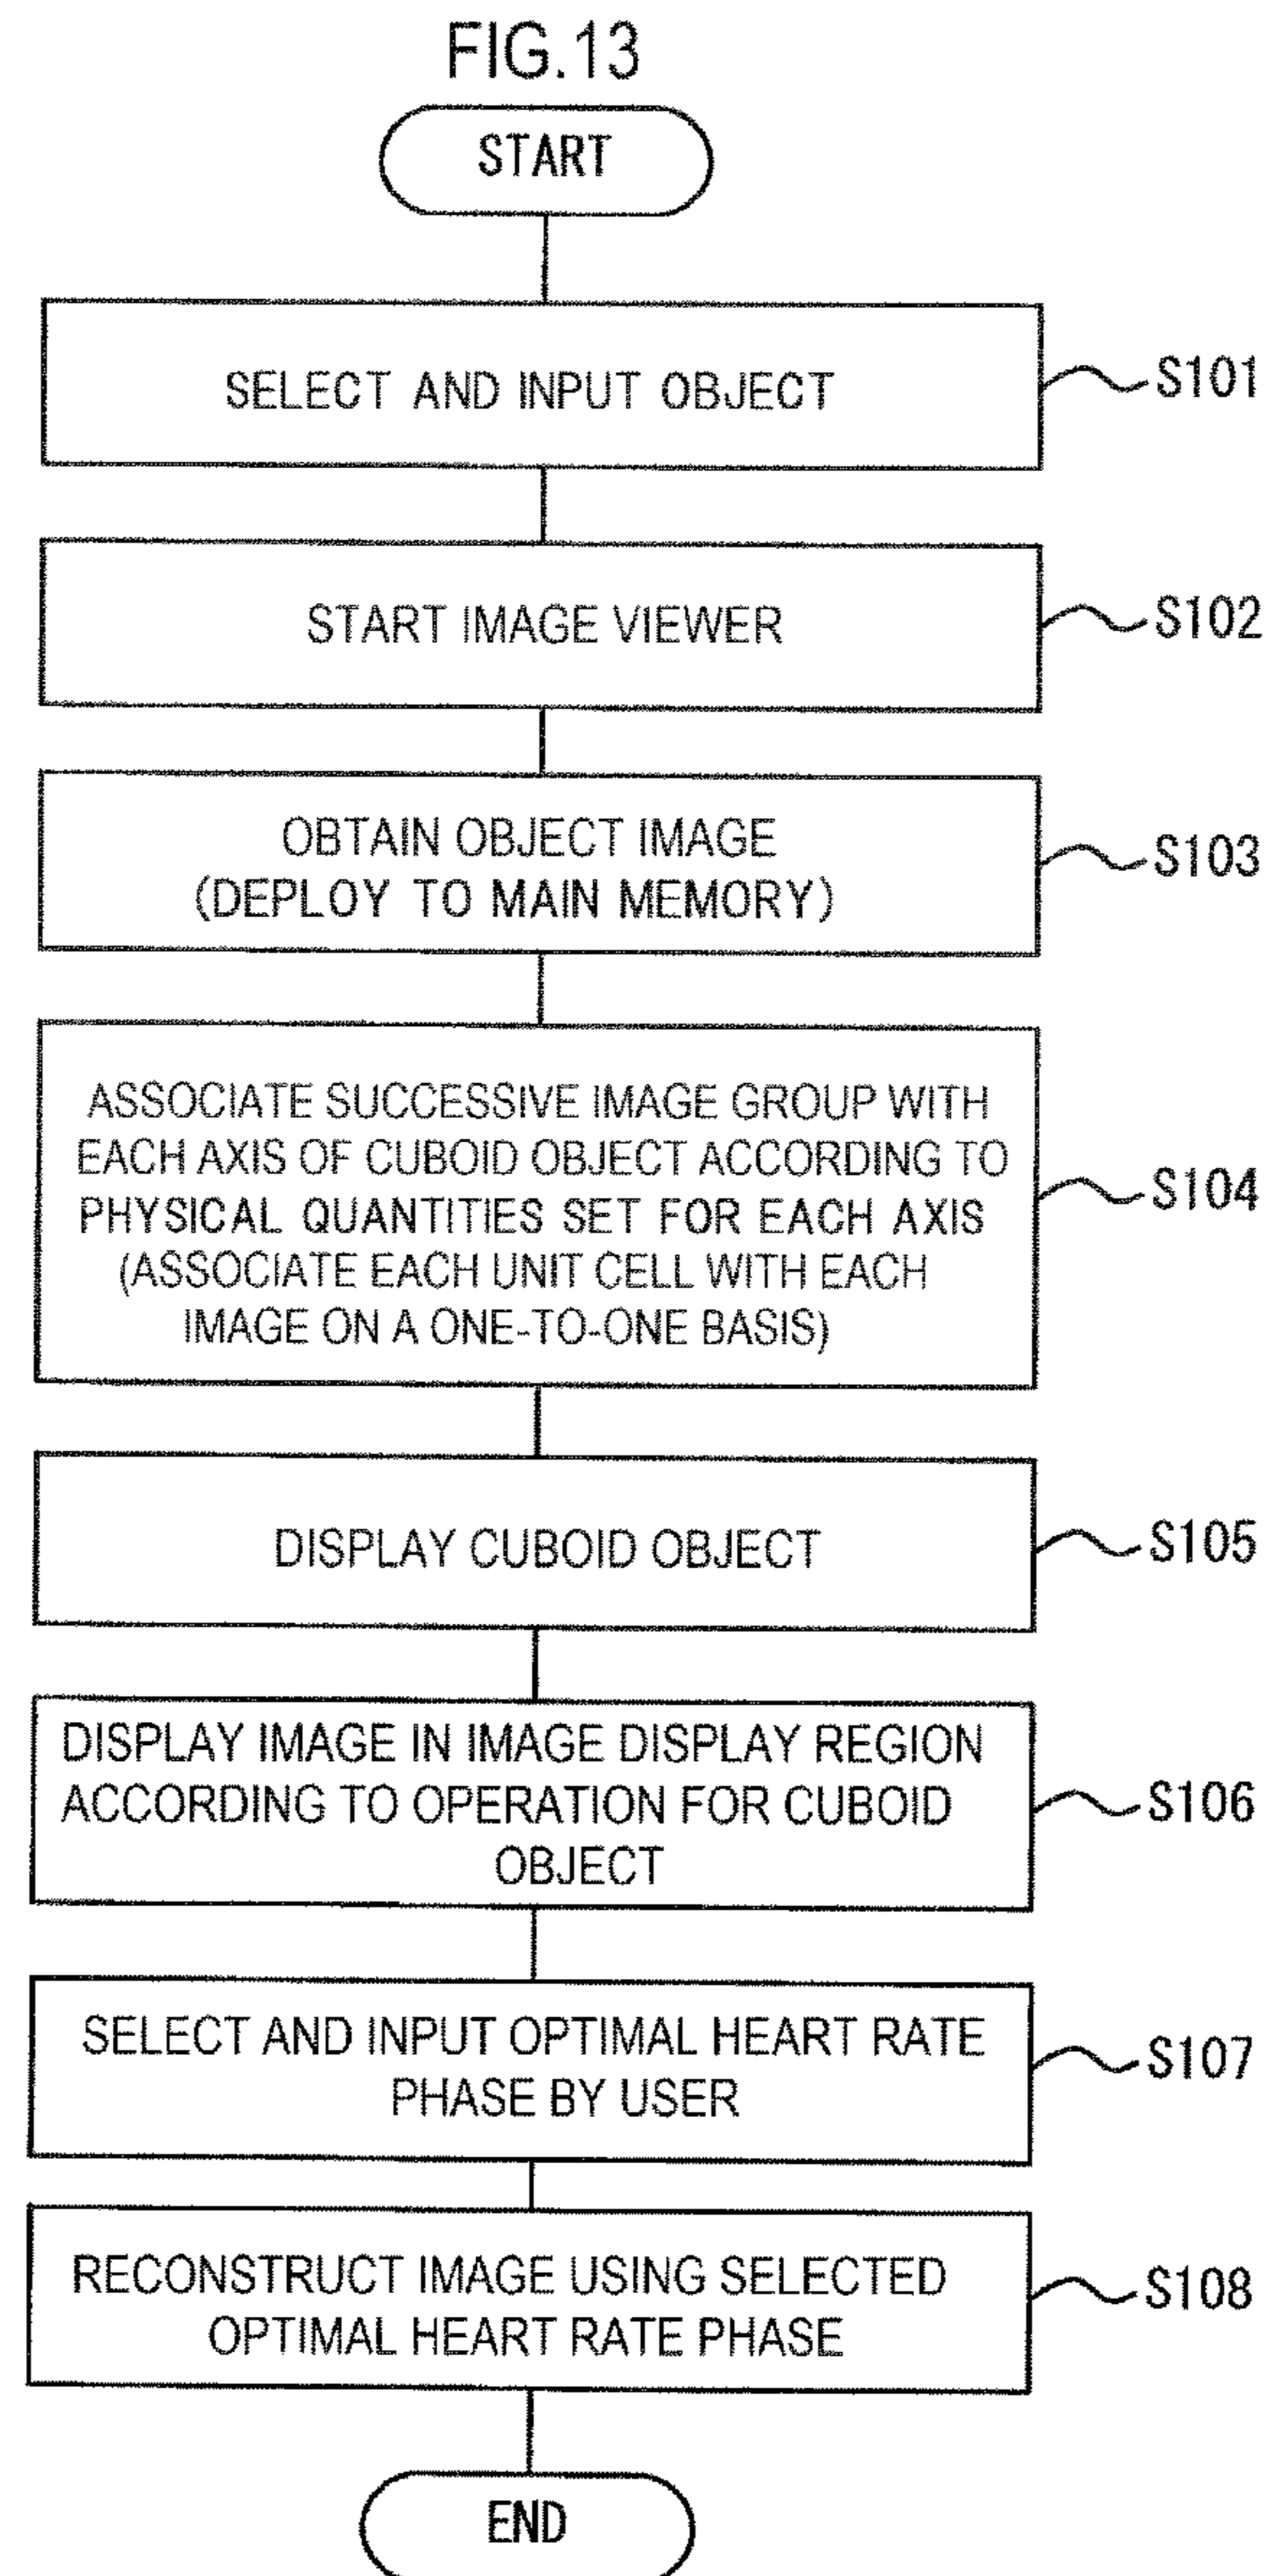 FIG.13
START
SELECT AND INPUT OBJECT
S101
START IMAGE VIEWER
S102
OBTAIN OBJECT IMAGE
(DEPLOY TO MAIN MEMORY)
S103
ASSOCIATE SUCCESSIVE IMAGE GROUP WITH
EACH AXIS OF CUBOID OBJECT ACCORDING TO
PHYSICAL QUANTITIES SET FOR EACH AXIS
(ASSOCIATE EACH UNIT CELL WITH EACH
IMAGE ON A ONE-TO-ONE BASIS)
S104
DISPLAY CUBOID OBJECT
S105
DISPLAY IMAGE IN IMAGE DISPLAY REGION
ACCORDING TO OPERATION FOR CUBOID
OBJECT
S106
SELECT AND INPUT OPTIMAL HEART RATE
PHASE BY USER
S107
RECONSTRUCT IMAGE USING SELECTED
OPTIMAL HEART RATE PHASE
S108
END